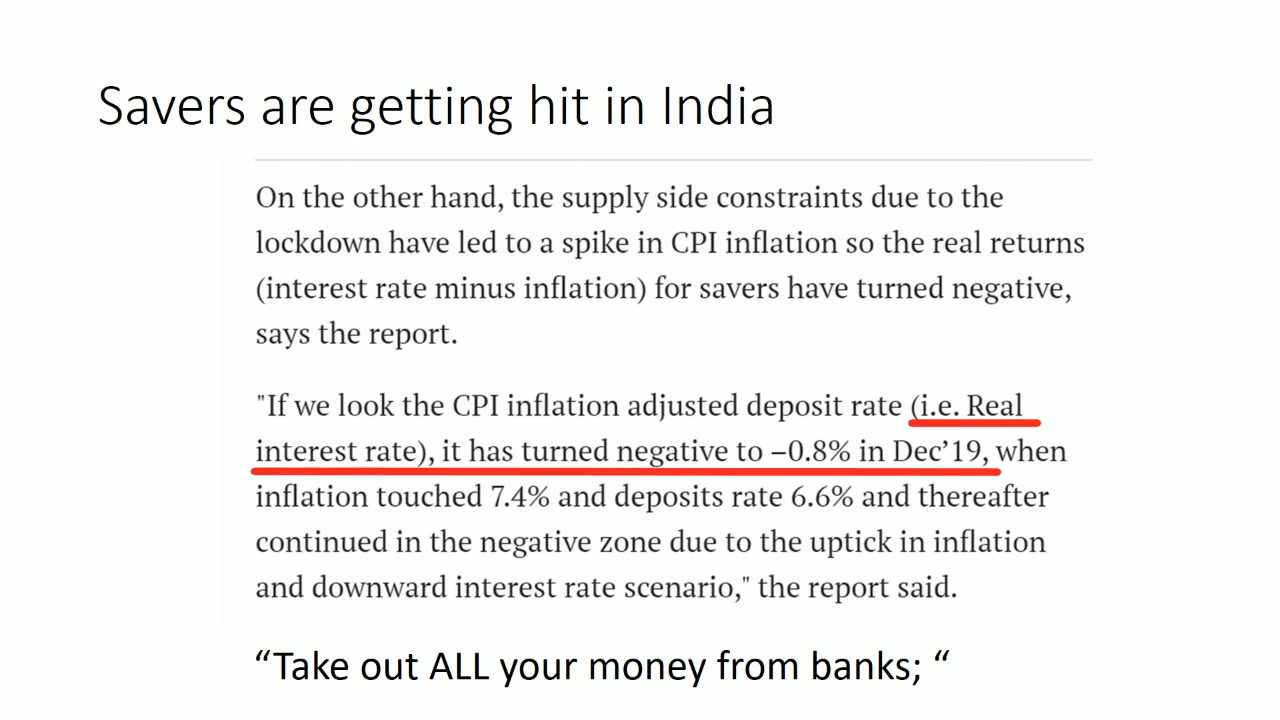 Savers are getting hit in India
On the other hand, the supply side constraints due to the
lockdown have led to a spike in CPI inflation so the real returns
(interest rate minus inflation) for savers have turned negative,
says the report.
"If we look the CPI inflation adjusted deposit rate (i.e. Real
interest rate), it has turned negative to –0.8% in Dec’19, when
inflation touched 7.4% and deposits rate 6.6% and thereafter
continued in the negative zone due to the uptick in inflation
and downward interest rate scenario," the report said.
“Take out ALL your money from banks; “